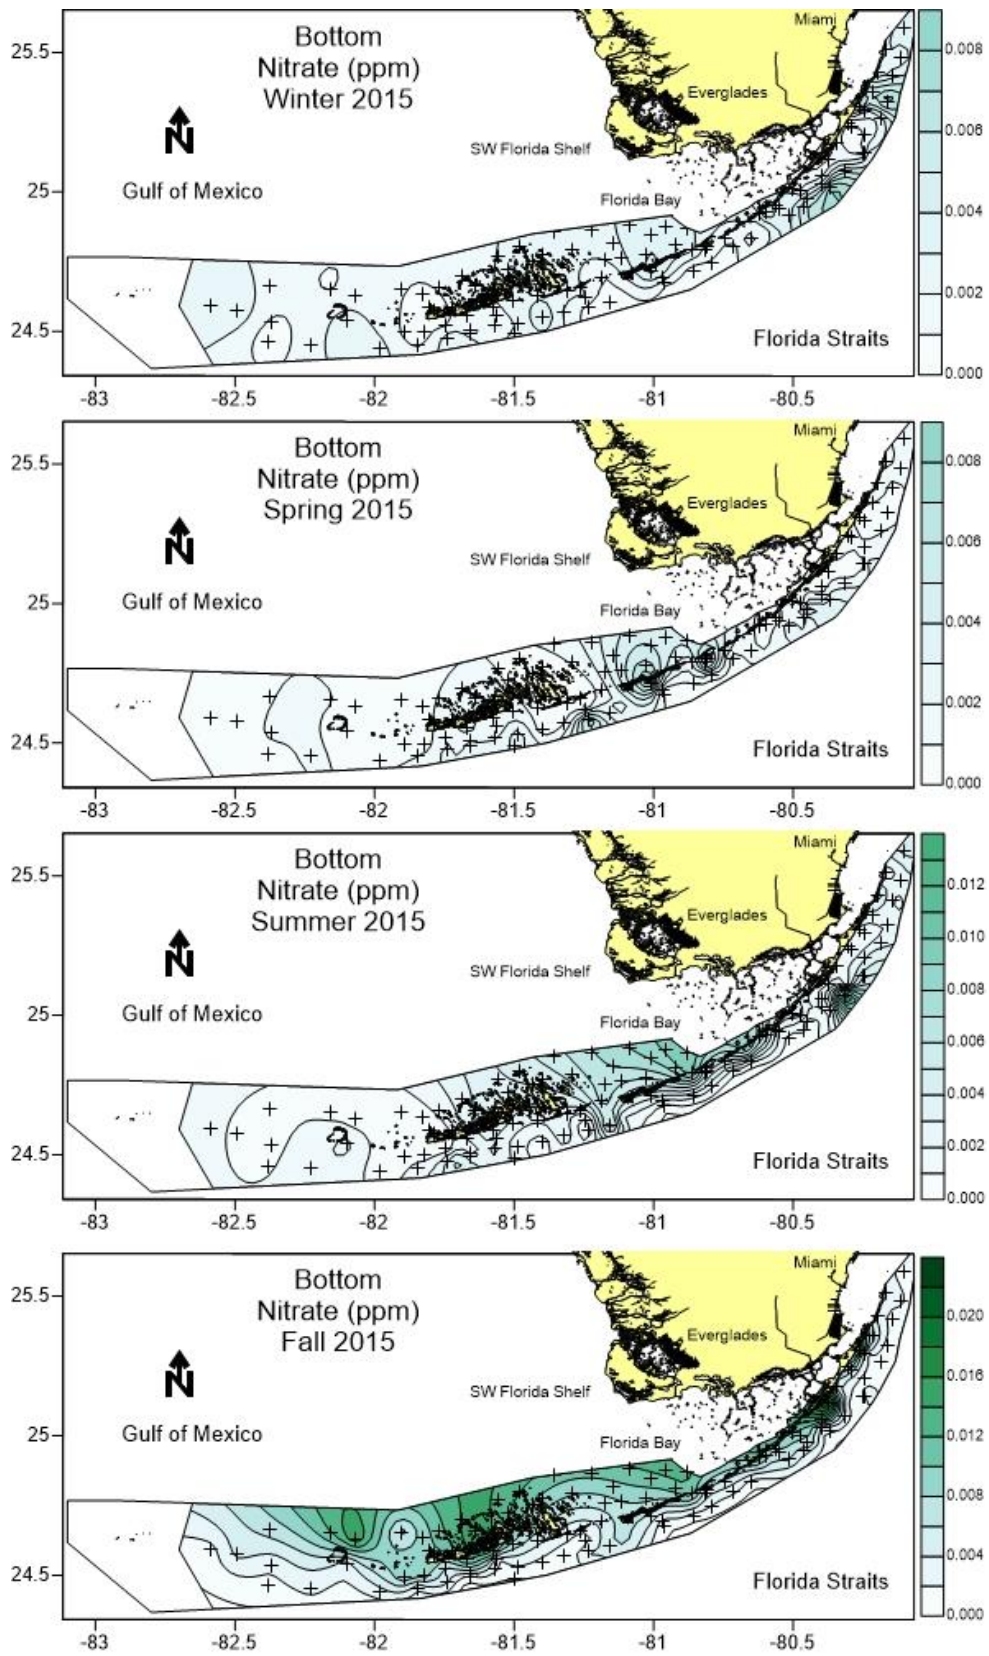 Bottom
Nitrate (ppm)
Winter 2015
N
Gulf of Mexico
Miami
Everglades
SW Florida Shelf
Florida Bay
Florida Straits
25.5
25
24.5
-83 -82.5 -82 -81.5 -81 -80.5
0.008
0.006
0.004
0.002
0.000
Bottom
Nitrate (ppm)
Spring 2015
N
Gulf of Mexico
Miami
Everglades
SW Florida Shelf
Florida Bay
Florida Straits
25.5
25
24.5
-83 -82.5 -82 -81.5 -81 -80.5
0.008
0.006
0.004
0.002
0.000
Bottom
Nitrate (ppm)
Summer 2015
N
Gulf of Mexico
Miami
Everglades
SW Florida Shelf
Florida Bay
Florida Straits
25.5
25
24.5
-83 -82.5 -82 -81.5 -81 -80.5
0.012
0.010
0.008
0.006
0.004
0.002
0.000
Bottom
Nitrate (ppm)
Fall 2015
N
Gulf of Mexico
Miami
Everglades
SW Florida Shelf
Florida Bay
Florida Straits
25.5
25
24.5
-83 -82.5 -82 -81.5 -81 -80.5
0.020
0.016
0.012
0.008
0.004
0.000